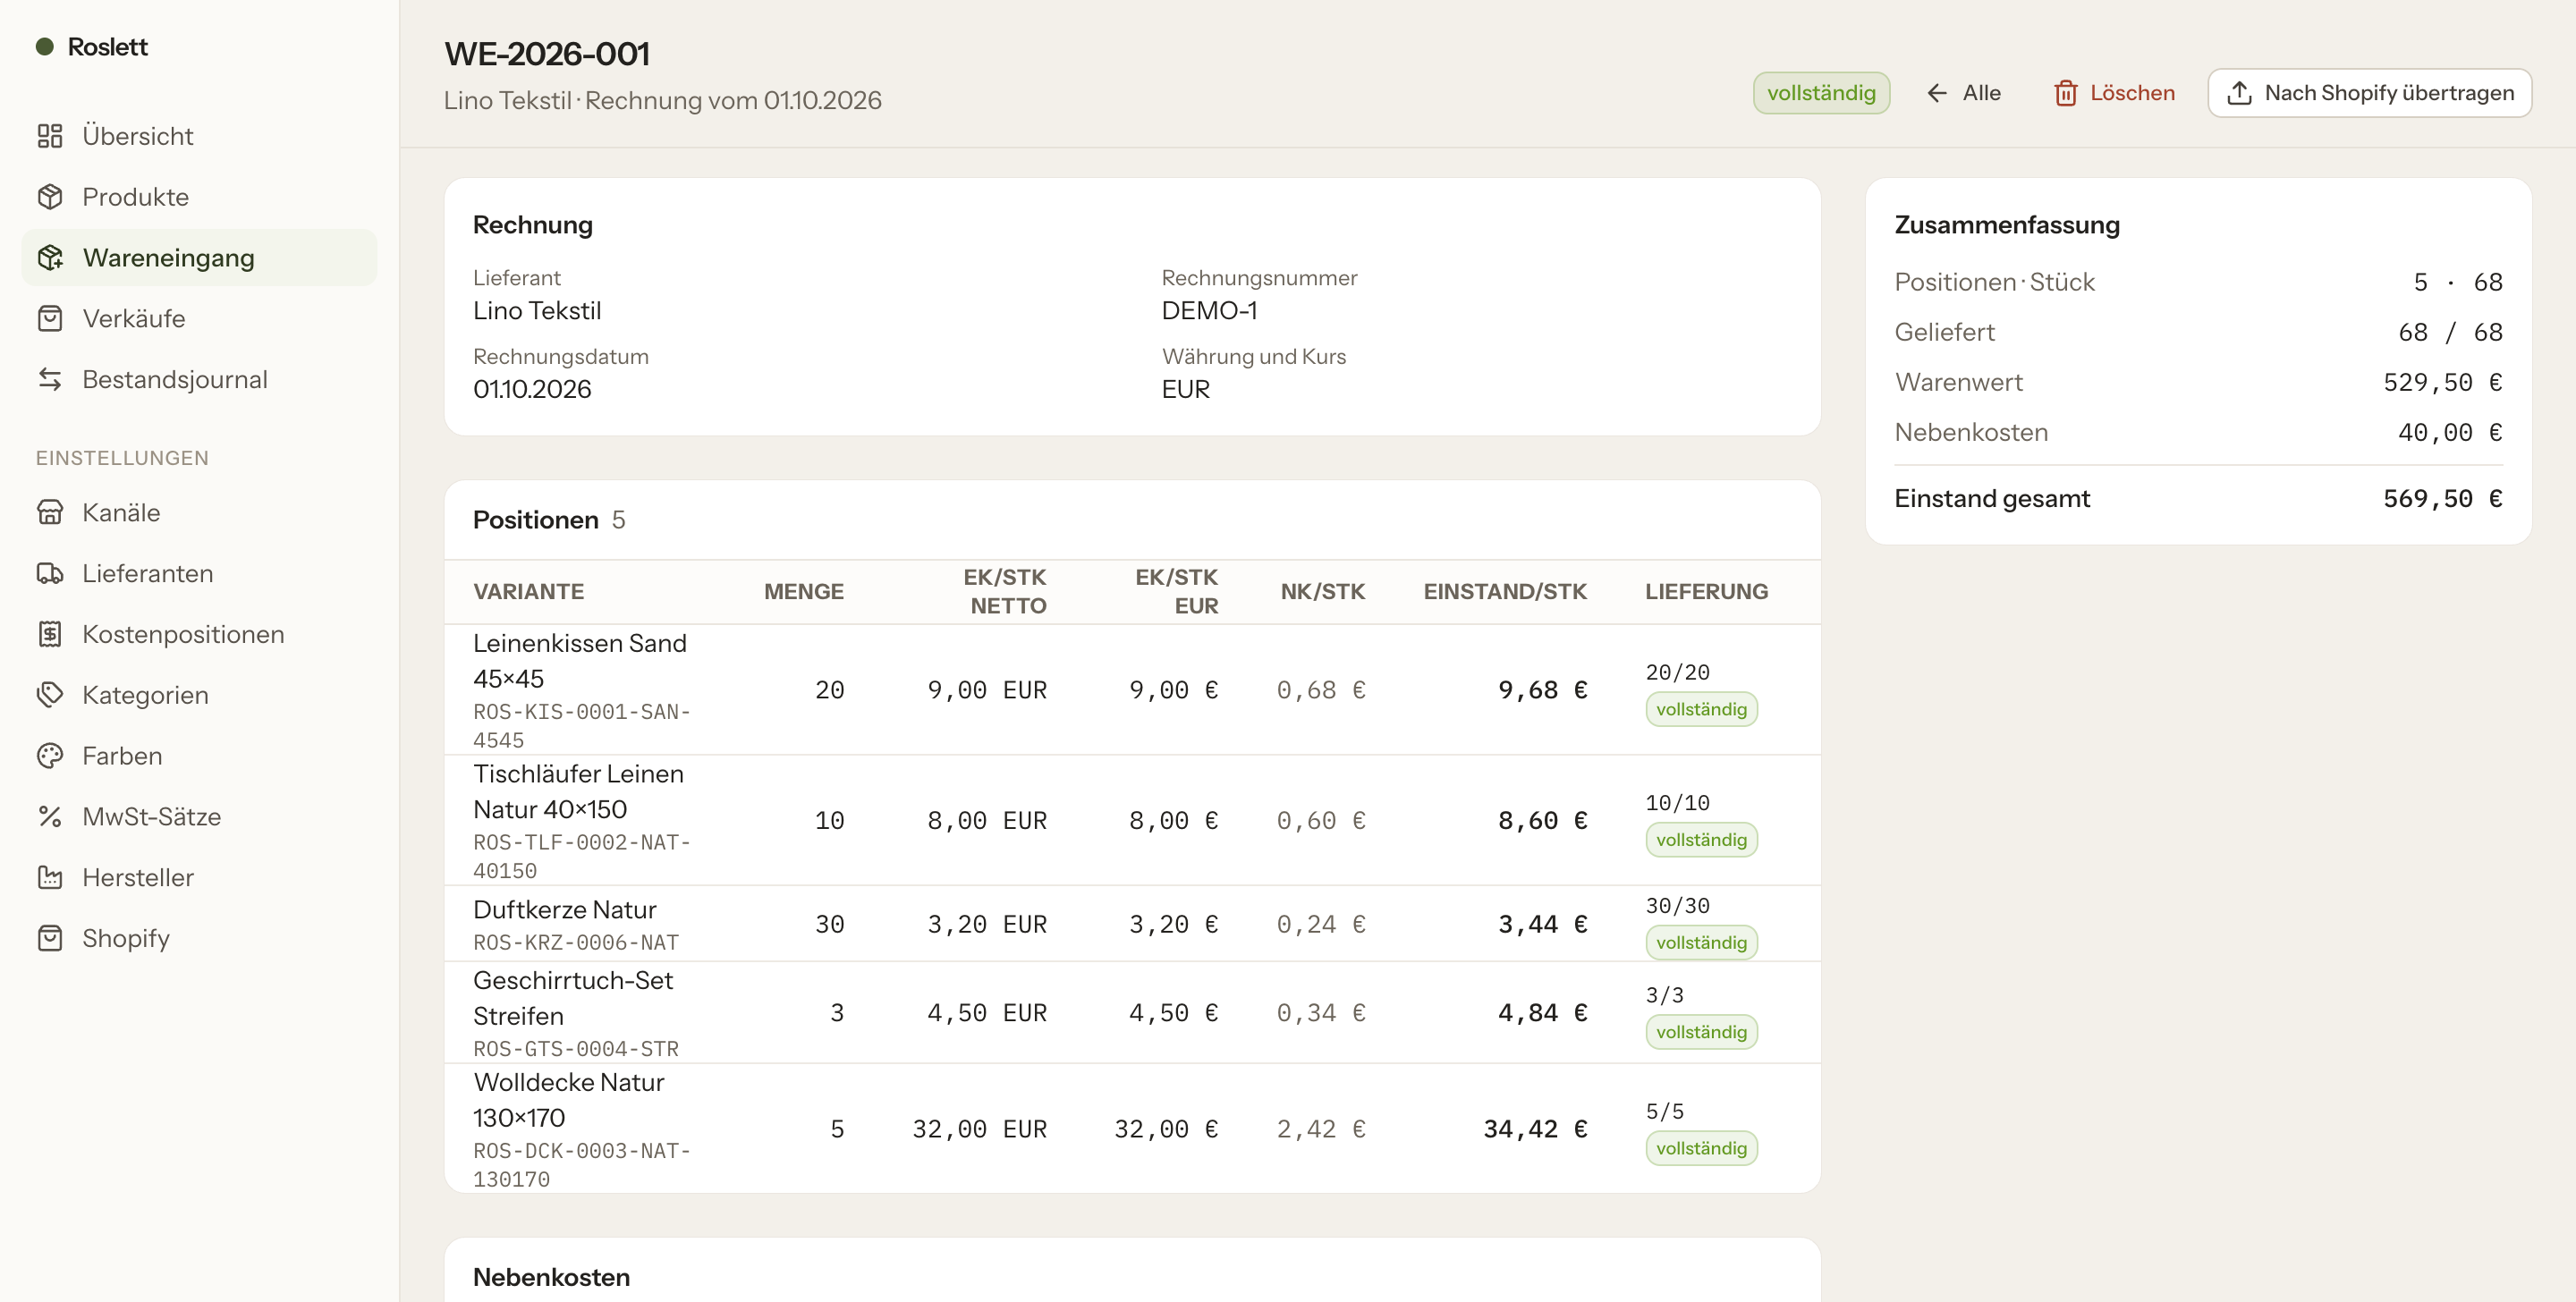 Roslett
Übersicht
Produkte
Wareneingang
Verkäufe
Bestandsjournal
EINSTELLUNGEN
Kanäle
Lieferanten
Kostenpositionen
Kategorien
Farben
MwSt-Sätze
Hersteller
Shopify
WE-2026-001
Lino Tekstil · Rechnung vom 01.10.2026
vollständig
Alle
Löschen
Nach Shopify übertragen
Rechnung
Lieferant
Lino Tekstil
Rechnungsnummer
DEMO-1
Rechnungsdatum
01.10.2026
Währung und Kurs
EUR
Positionen 5
VARIANTE MENGE EK/STK NETTO EK/STK EUR NK/STK EINSTAND/STK LIEFERUNG
Leinenkissen Sand
45×45
ROS-KIS-0001-SAN-
4545
20 9,00 EUR 9,00 € 0,68 € 9,68 € 20/20
vollständig
Tischläufer Leinen
Natur 40×150
ROS-TLF-0002-NAT-
40150
10 8,00 EUR 8,00 € 0,60 € 8,60 € 10/10
vollständig
Duftkerze Natur
ROS-KRZ-0006-NAT
30 3,20 EUR 3,20 € 0,24 € 3,44 € 30/30
vollständig
Geschirrtuch-Set
Streifen
ROS-GTS-0004-STR
3 4,50 EUR 4,50 € 0,34 € 4,84 € 3/3
vollständig
Wolldecke Natur
130×170
ROS-DCK-0003-NAT-
130170
5 32,00 EUR 32,00 € 2,42 € 34,42 € 5/5
vollständig
Nebenkosten
Zusammenfassung
Positionen · Stück 5 · 68
Geliefert 68 / 68
Warenwert 529,50 €
Nebenkosten 40,00 €
Einstand gesamt 569,50 €